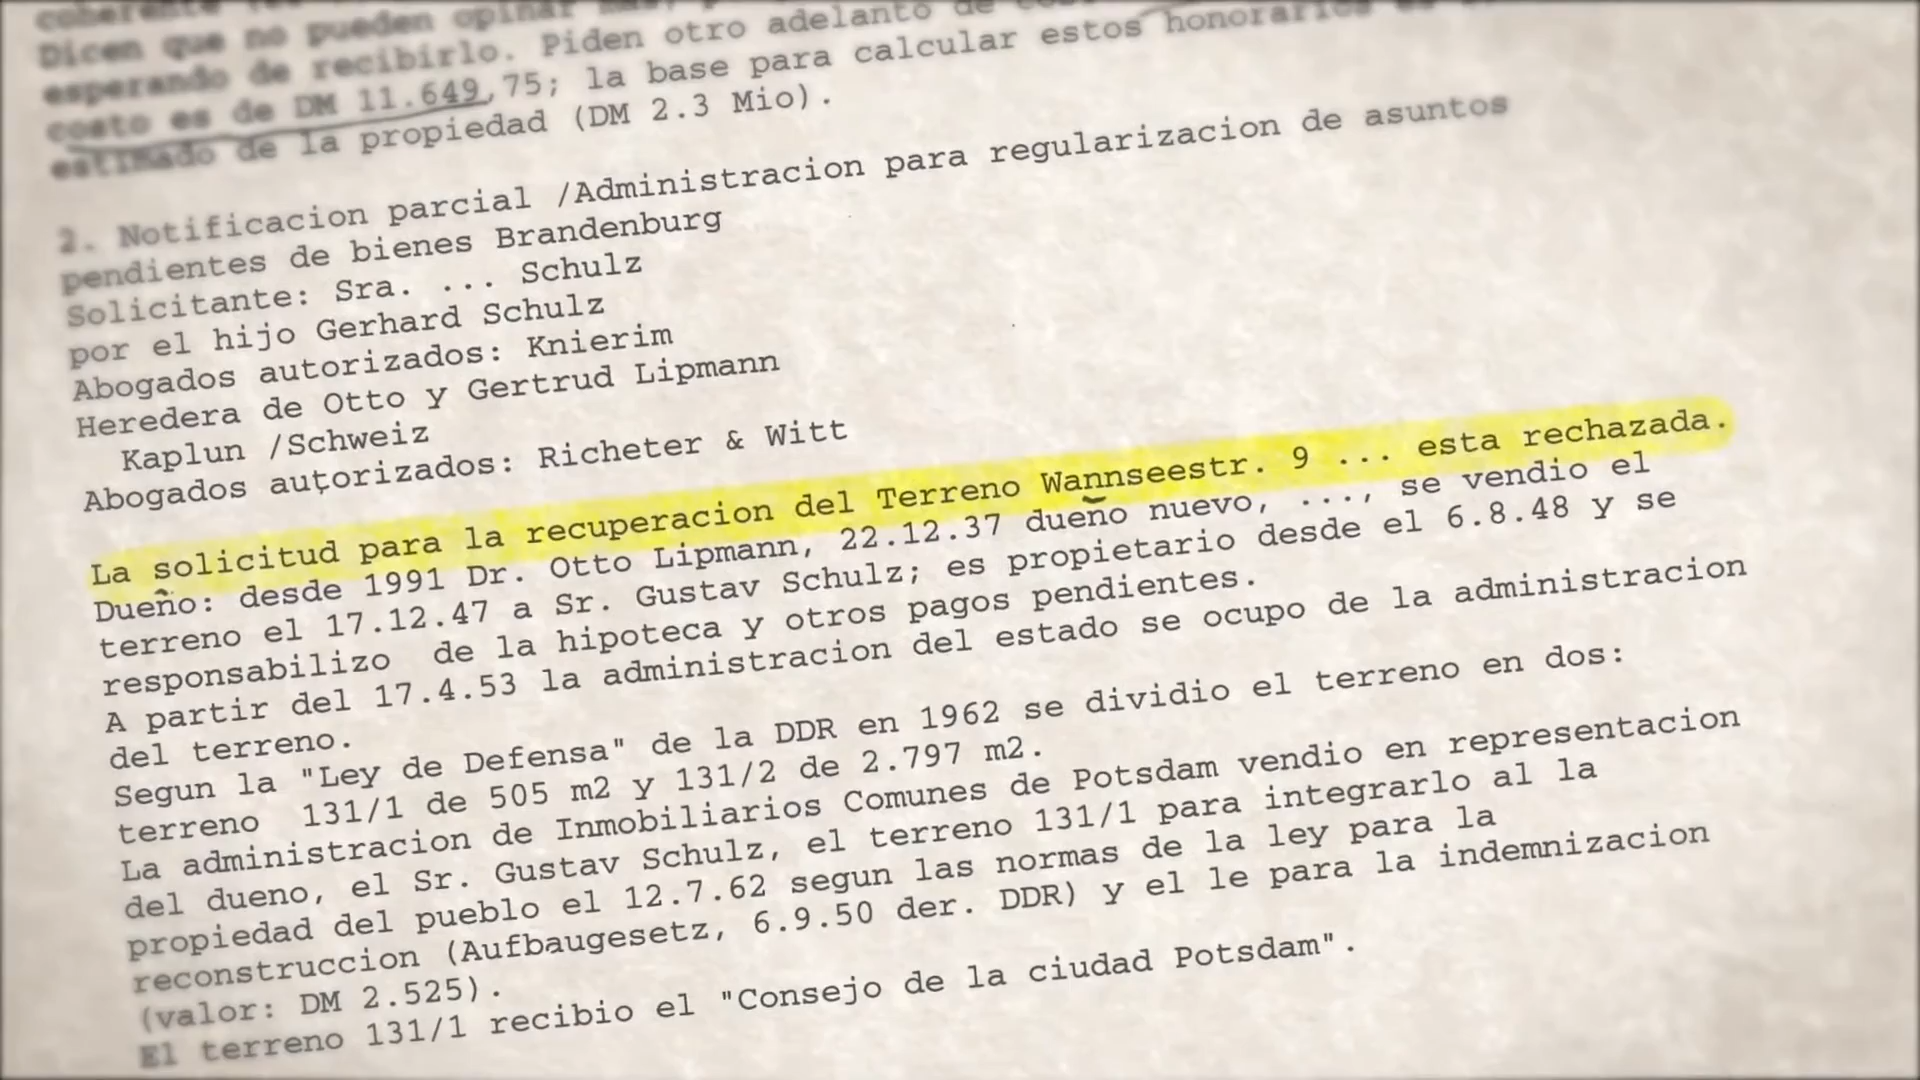 coherente
Dicen que no pueden opinar mas,
esperando de recibirlo. Piden otro adelanto de
costo es de DM 11.649,75; la base para calcular estos honorarios es
estimado de la propiedad (DM 2.3 Mio).
2. Notificacion parcial /Administracion para regularizacion de asuntos
pendientes de bienes Brandenburg
Solicitante: Sra. ... Schulz
por el hijo Gerhard Schulz
Abogados autorizados: Knierim
Heredera de Otto y Gertrud Lipmann
Kaplun /Schweiz
Abogados autorizados: Richeter & Witt
La solicitud para la recuperacion del Terreno Wannseestr. 9 ... esta rechazada.
Dueño: desde 1991 Dr. Otto Lipmann, 22.12.37 dueño nuevo, ..., se vendio el
terreno el 17.12.47 a Sr. Gustav Schulz; es propietario desde el 6.8.48 y se
responsabilizo de la hipoteca y otros pagos pendientes.
A partir del 17.4.53 la administracion del estado se ocupo de la administracion
del terreno.
Segun la "Ley de Defensa" de la DDR en 1962 se dividio el terreno en dos:
terreno 131/1 de 505 m2 y 131/2 de 2.797 m2.
La administracion de Inmobiliarios Comunes de Potsdam vendio en representacion
del dueno, el Sr. Gustav Schulz, el terreno 131/1 para integrarlo al la
propiedad del pueblo el 12.7.62 segun las normas de la ley para la
reconstruccion (Aufbaugesetz, 6.9.50 der. DDR) y el le para la indemnizacion
(valor: DM 2.525).
El terreno 131/1 recibio el "Consejo de la ciudad Potsdam".